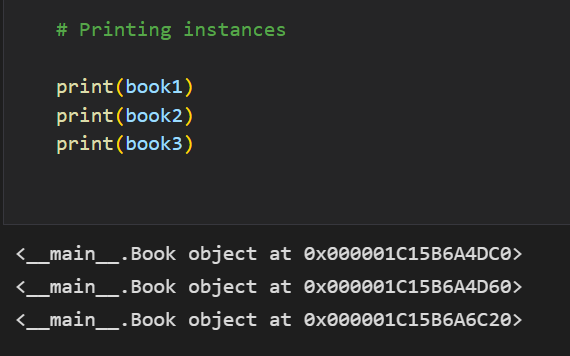 # Printing instances
print(book1)
print(book2)
print(book3)
<__main__.Book object at 0x000001C15B6A4DC0>
<__main__.Book object at 0x000001C15B6A4D60>
<__main__.Book object at 0x000001C15B6A6C20>